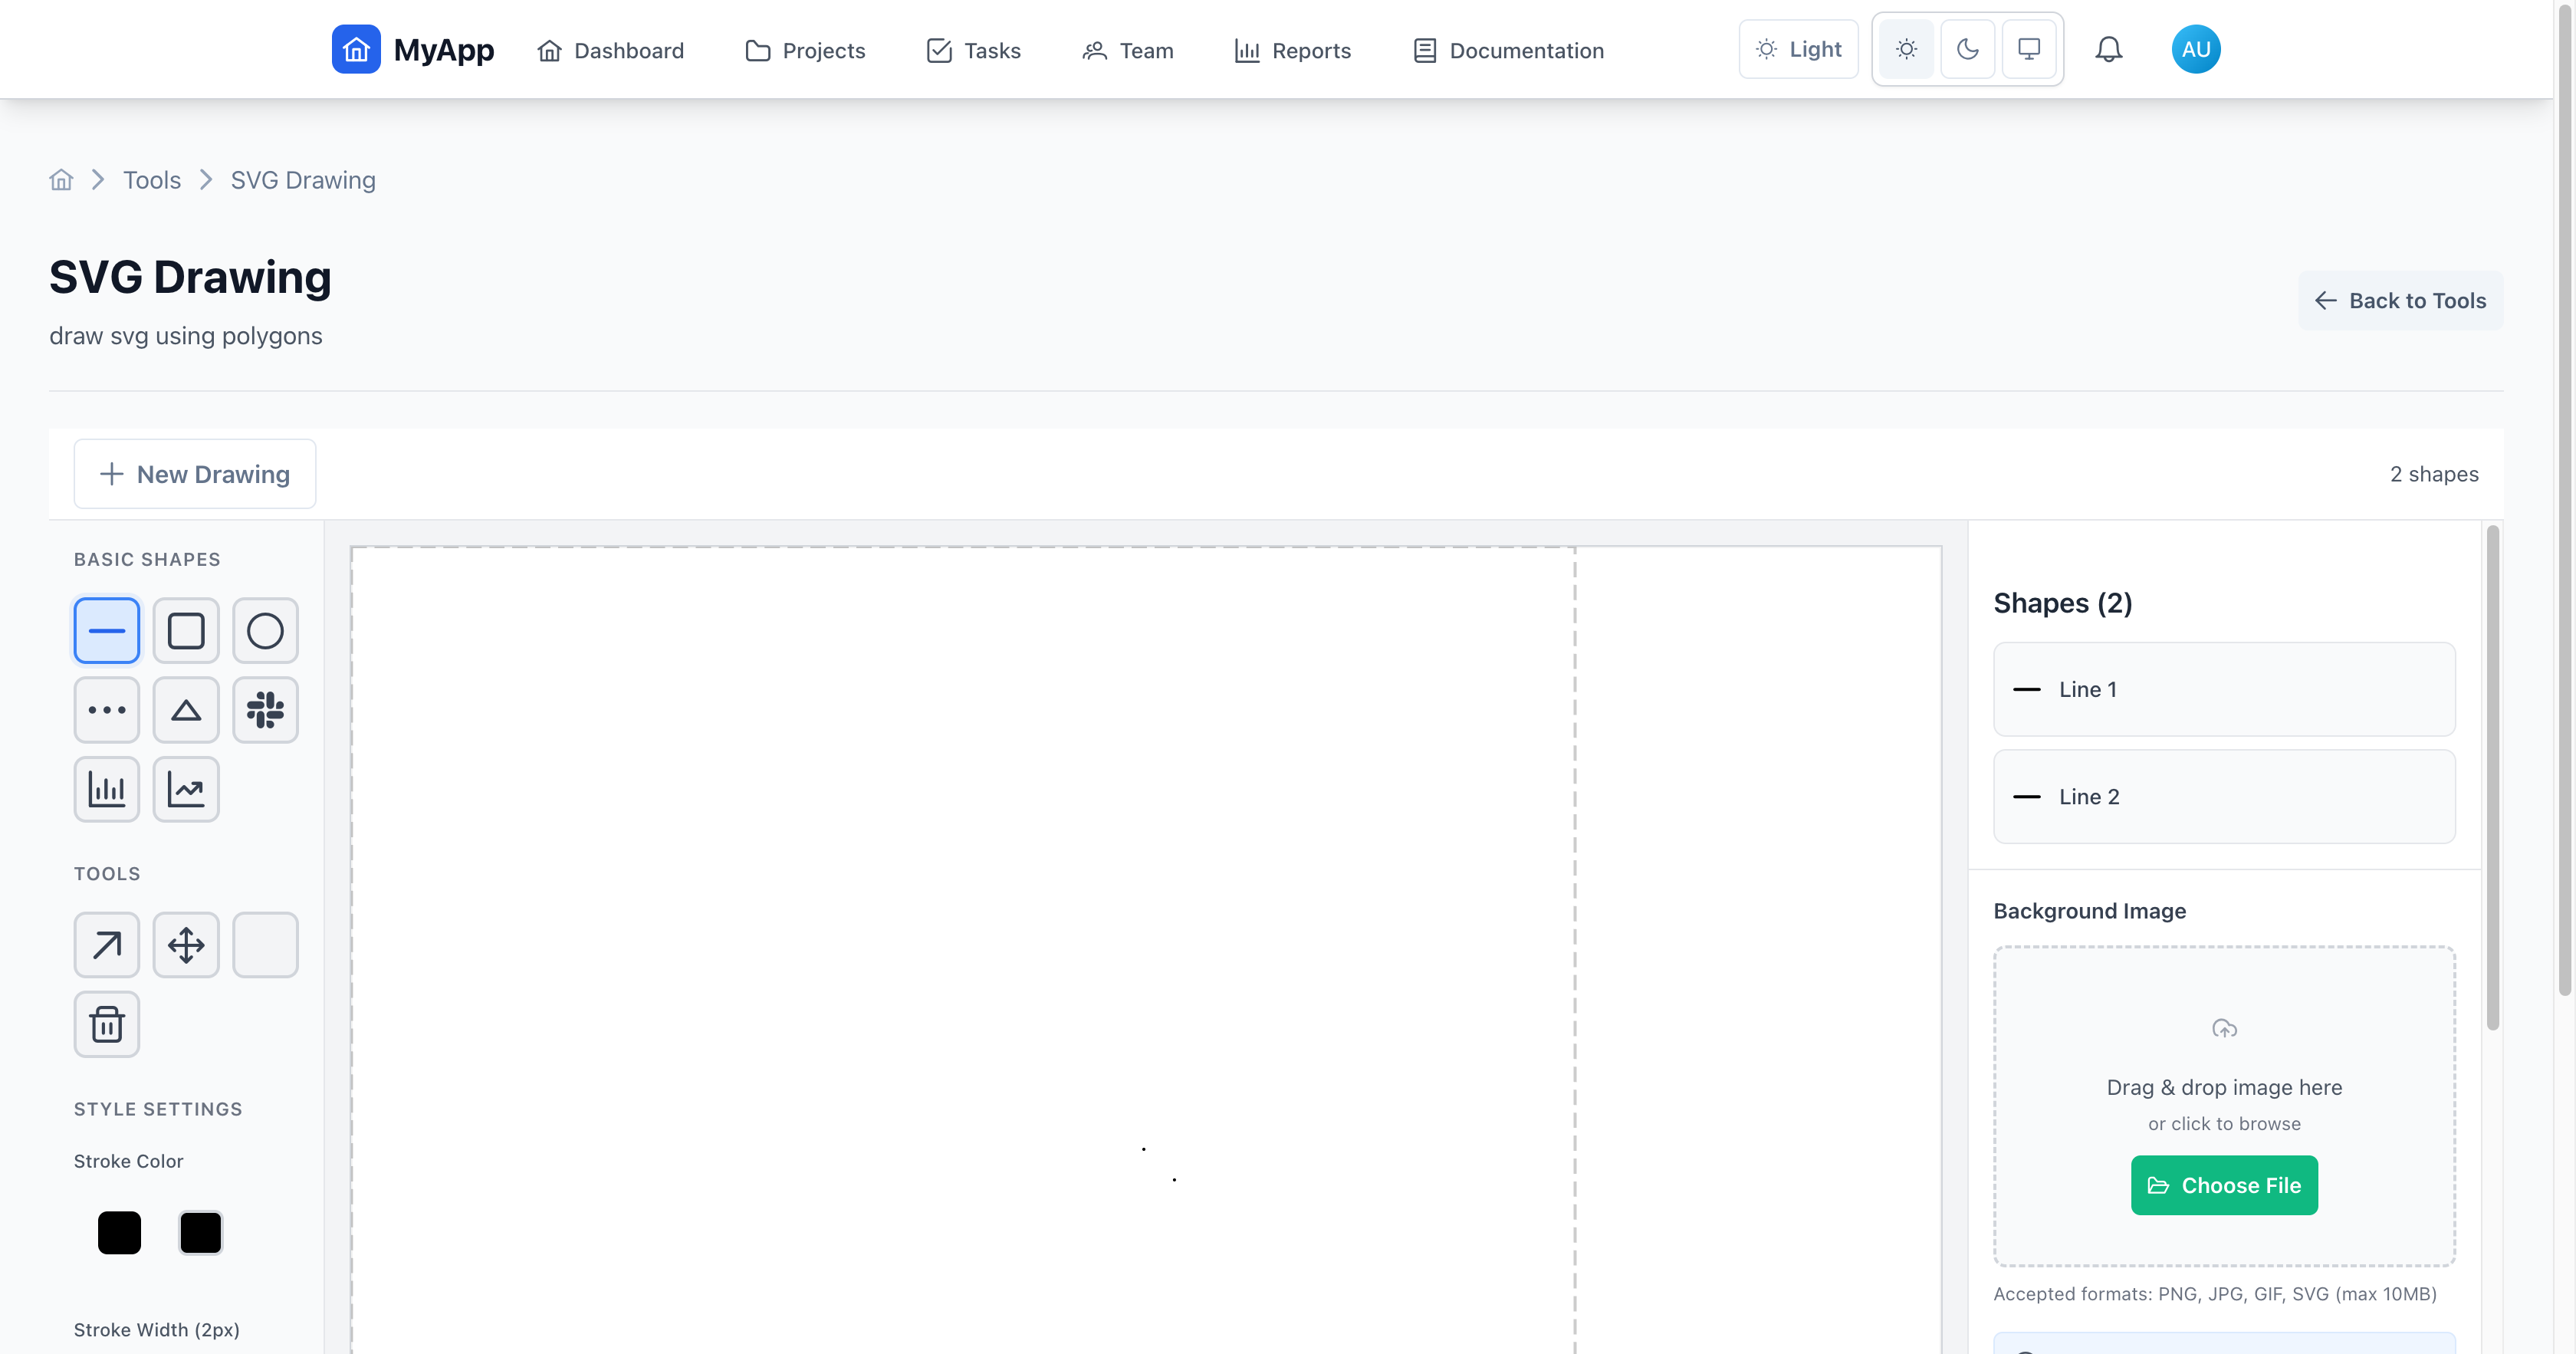 MyApp
Dashboard
Projects
Tasks
Team
Reports
Documentation
Light
AU
Tools
SVG Drawing
SVG Drawing
draw svg using polygons
Back to Tools
New Drawing
2 shapes
BASIC SHAPES
TOOLS
STYLE SETTINGS
Stroke Color
Stroke Width (2px)
Shapes (2)
Line 1
Line 2
Background Image
Drag & drop image here
or click to browse
Choose File
Accepted formats: PNG, JPG, GIF, SVG (max 10MB)